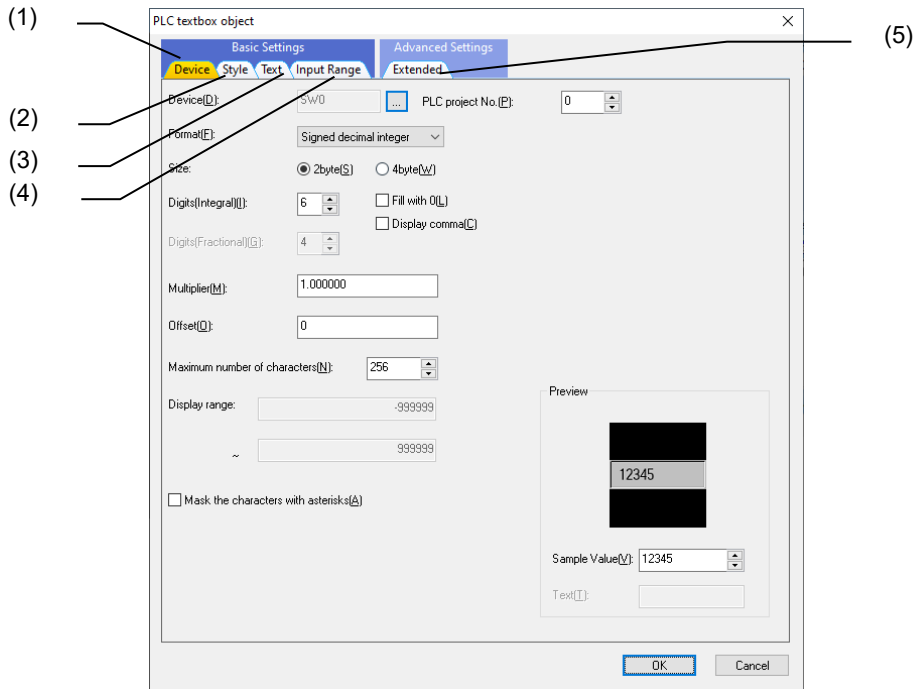 (1)
PLC textbox object
(5)
Basic Settings
Advanced Settings
Device Style Text Input Range Extended
Device(D):
SW0
...
PLC project No.(P):
0
(2)
Format(F):
Signed decimal integer
(3)
Size:
2byte(S)
4byte(W)
(4)
Digits(Integral)(I):
6
Fill with 0(L)
Display comma(C)
Digits(Fractional)(G):
4
Multiplier(M):
1.000000
Offset(O):
0
Maximum number of characters(N):
256
Display range:
-999999
~
999999
Mask the characters with asterisks(A)
Preview
12345
Sample Value(V):
12345
Text(T):
OK
Cancel